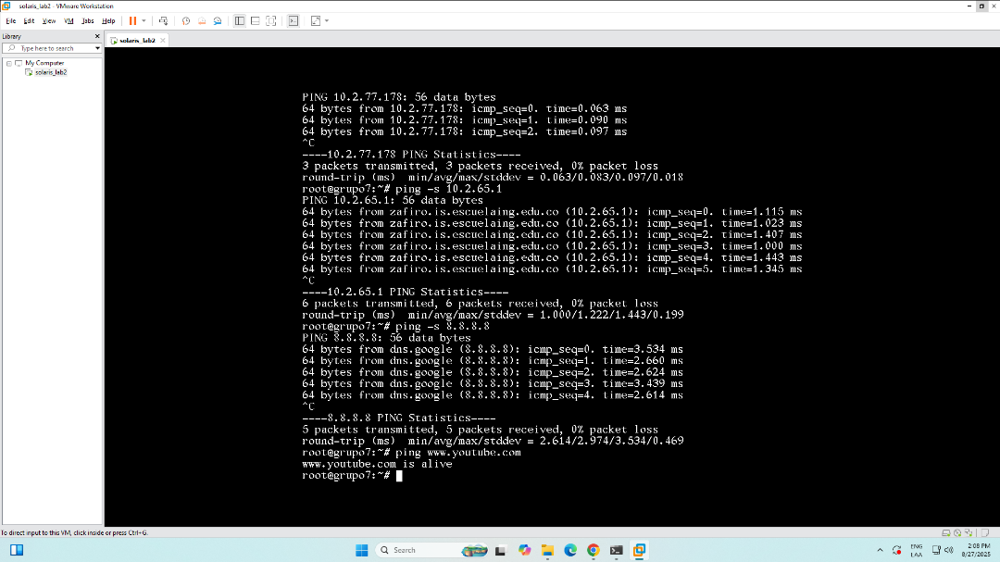 solaris_lab2 - VMware Workstation
File Edit View VM Tabs Help
Library
Type here to search
My Computer
solaris_lab2
solaris_lab2
PING 10.2.77.178: 56 data bytes
64 bytes from 10.2.77.178: icmp_seq=0. time=0.063 ms
64 bytes from 10.2.77.178: icmp_seq=1. time=0.090 ms
64 bytes from 10.2.77.178: icmp_seq=2. time=0.097 ms
^C
----10.2.77.178 PING Statistics----
3 packets transmitted, 3 packets received, 0% packet loss
round-trip (ms)  min/avg/max/stddev = 0.063/0.083/0.097/0.018
root@grupo7:~# ping -s 10.2.65.1
PING 10.2.65.1: 56 data bytes
64 bytes from zafiro.is.escuelaing.edu.co (10.2.65.1): icmp_seq=0. time=1.115 ms
64 bytes from zafiro.is.escuelaing.edu.co (10.2.65.1): icmp_seq=1. time=1.023 ms
64 bytes from zafiro.is.escuelaing.edu.co (10.2.65.1): icmp_seq=2. time=1.407 ms
64 bytes from zafiro.is.escuelaing.edu.co (10.2.65.1): icmp_seq=3. time=1.000 ms
64 bytes from zafiro.is.escuelaing.edu.co (10.2.65.1): icmp_seq=4. time=1.443 ms
64 bytes from zafiro.is.escuelaing.edu.co (10.2.65.1): icmp_seq=5. time=1.345 ms
^C
----10.2.65.1 PING Statistics----
6 packets transmitted, 6 packets received, 0% packet loss
round-trip (ms)  min/avg/max/stddev = 1.000/1.222/1.443/0.199
root@grupo7:~# ping -s 8.8.8.8
PING 8.8.8.8: 56 data bytes
64 bytes from dns.google (8.8.8.8): icmp_seq=0. time=3.534 ms
64 bytes from dns.google (8.8.8.8): icmp_seq=1. time=2.660 ms
64 bytes from dns.google (8.8.8.8): icmp_seq=2. time=2.624 ms
64 bytes from dns.google (8.8.8.8): icmp_seq=3. time=3.439 ms
64 bytes from dns.google (8.8.8.8): icmp_seq=4. time=2.614 ms
^C
----8.8.8.8 PING Statistics----
5 packets transmitted, 5 packets received, 0% packet loss
round-trip (ms)  min/avg/max/stddev = 2.614/2.974/3.534/0.469
root@grupo7:~# ping www.youtube.com
www.youtube.com is alive
root@grupo7:~#
To direct input to this VM, click inside or press Ctrl+G.
Search
ENG
LAA
2:08 PM
8/27/2025